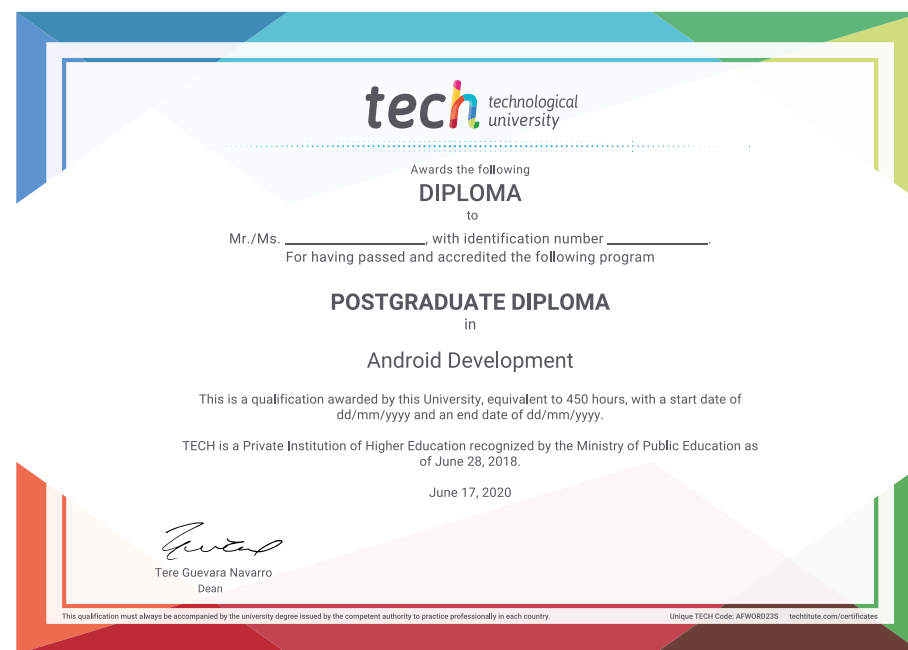 tech technological
university
Awards the following
DIPLOMA
to
Mr./Ms. ____________________, with identification number ______________.
For having passed and accredited the following program
POSTGRADUATE DIPLOMA
in
Android Development
This is a qualification awarded by this University, equivalent to 450 hours, with a start date of
dd/mm/yyyy and an end date of dd/mm/yyyy.
TECH is a Private Institution of Higher Education recognized by the Ministry of Public Education as
of June 28, 2018.
June 17, 2020
Tere Guevara Navarro
Dean
This qualification must always be accompanied by the university degree issued by the competent authority to practice professionally in each country. Unique TECH Code: AFWORD23S techtitute.com/certificates